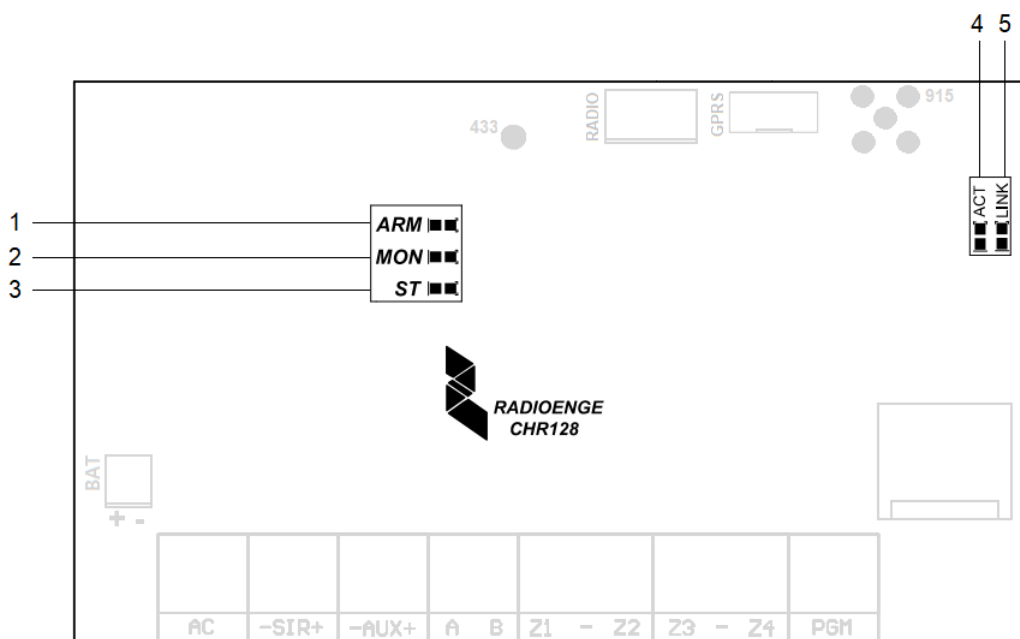 4 5
RADIO
GPRS
915
433
ACT
LINK
1
ARM
2
MON
3
ST
RADIOENGE
CHR128
BAT
+ -
AC
-SIR+
-AUX+
A B
Z1 - Z2
Z3 - Z4
PGM